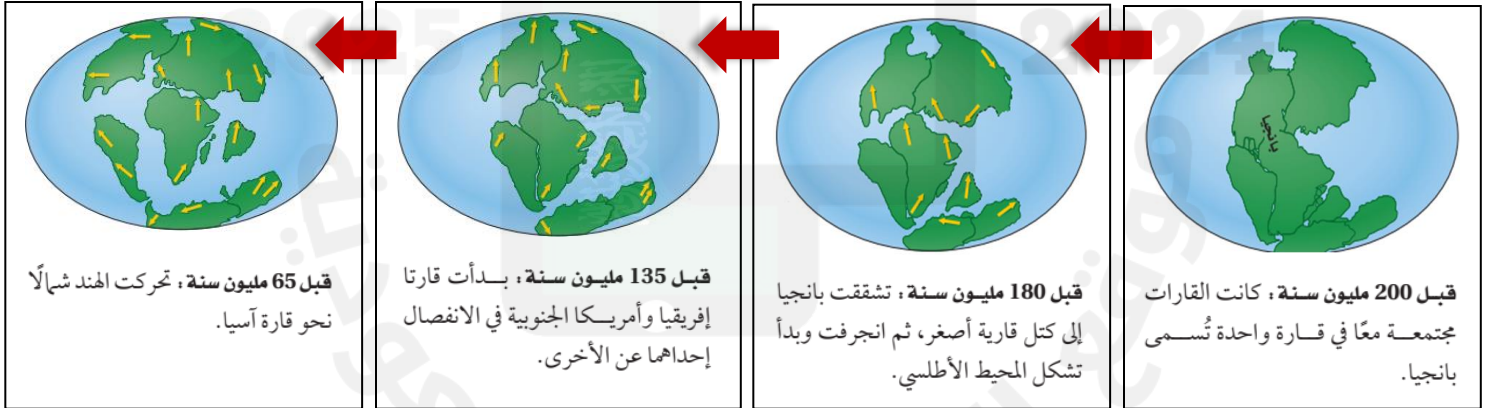 2024
2025
بانجيا
قبل 200 مليون سنة: كانت القارات
مجتمعة معًا في قارة واحدة تُسمى
بانجيا.
قبل 180 مليون سنة: تشققت بانجيا
إلى كتل قارية أصغر، ثم انجرفت وبدأ
تشكل المحيط الأطلسي.
قبل 135 مليون سنة: بدأت قارتا
إفريقيا وأمريكا الجنوبية في الانفصال
إحداهما عن الأخرى.
قبل 65 مليون سنة: تحركت الهند شمالًا
نحو قارة آسيا.